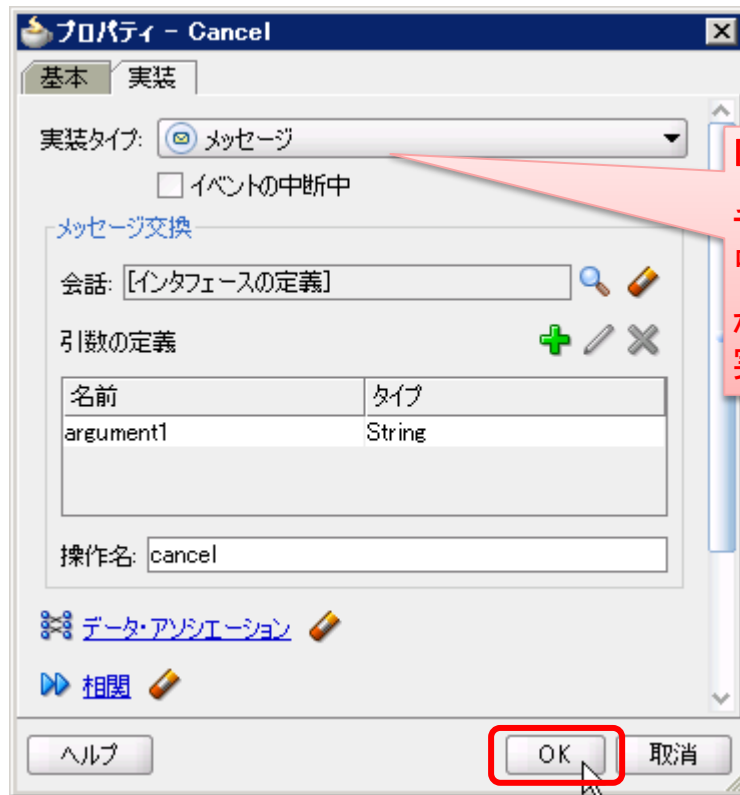 プロパティ - Cancel
基本 実装
実装タイプ: メッセージ
イベントの中断中
メッセージ交換
会話: [インタフェースの定義]
引数の定義
名前 タイプ
argument1 String
操作名: cancel
データ・アソシエーション
相関
ヘルプ OK 取消